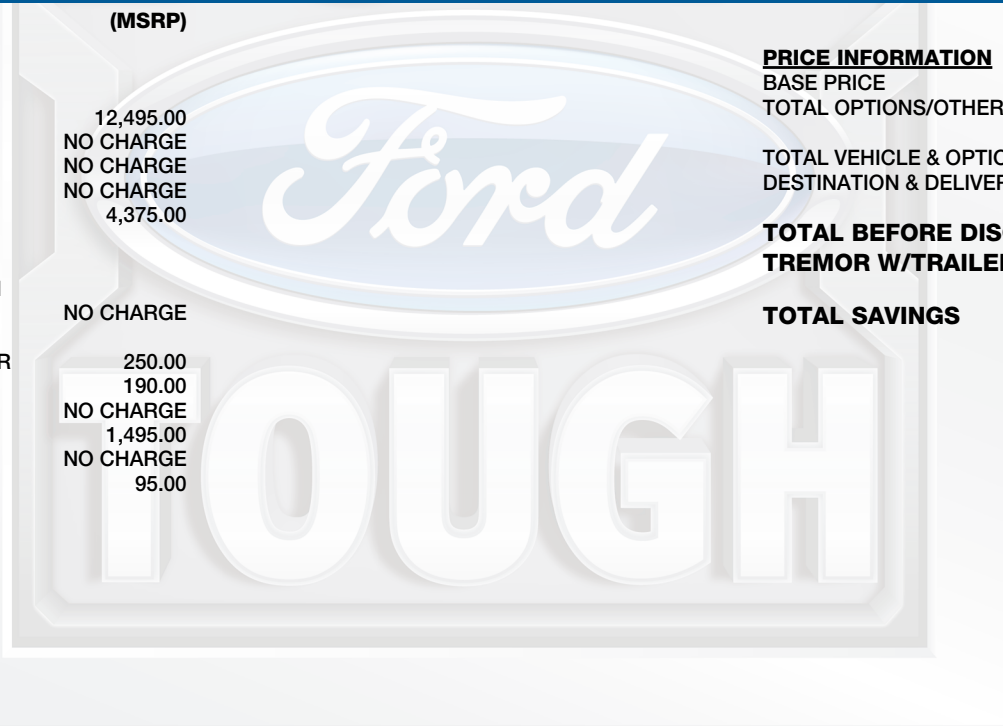 (MSRP)
12,495.00
NO CHARGE
NO CHARGE
NO CHARGE
4,375.00
NO CHARGE
R 250.00
190.00
NO CHARGE
1,495.00
NO CHARGE
95.00
PRICE INFORMATION
BASE PRICE
TOTAL OPTIONS/OTHER
TOTAL VEHICLE & OPTIO
DESTINATION & DELIVER
TOTAL BEFORE DIS
TREMOR W/TRAILE
TOTAL SAVINGS
Ford
TOUGH